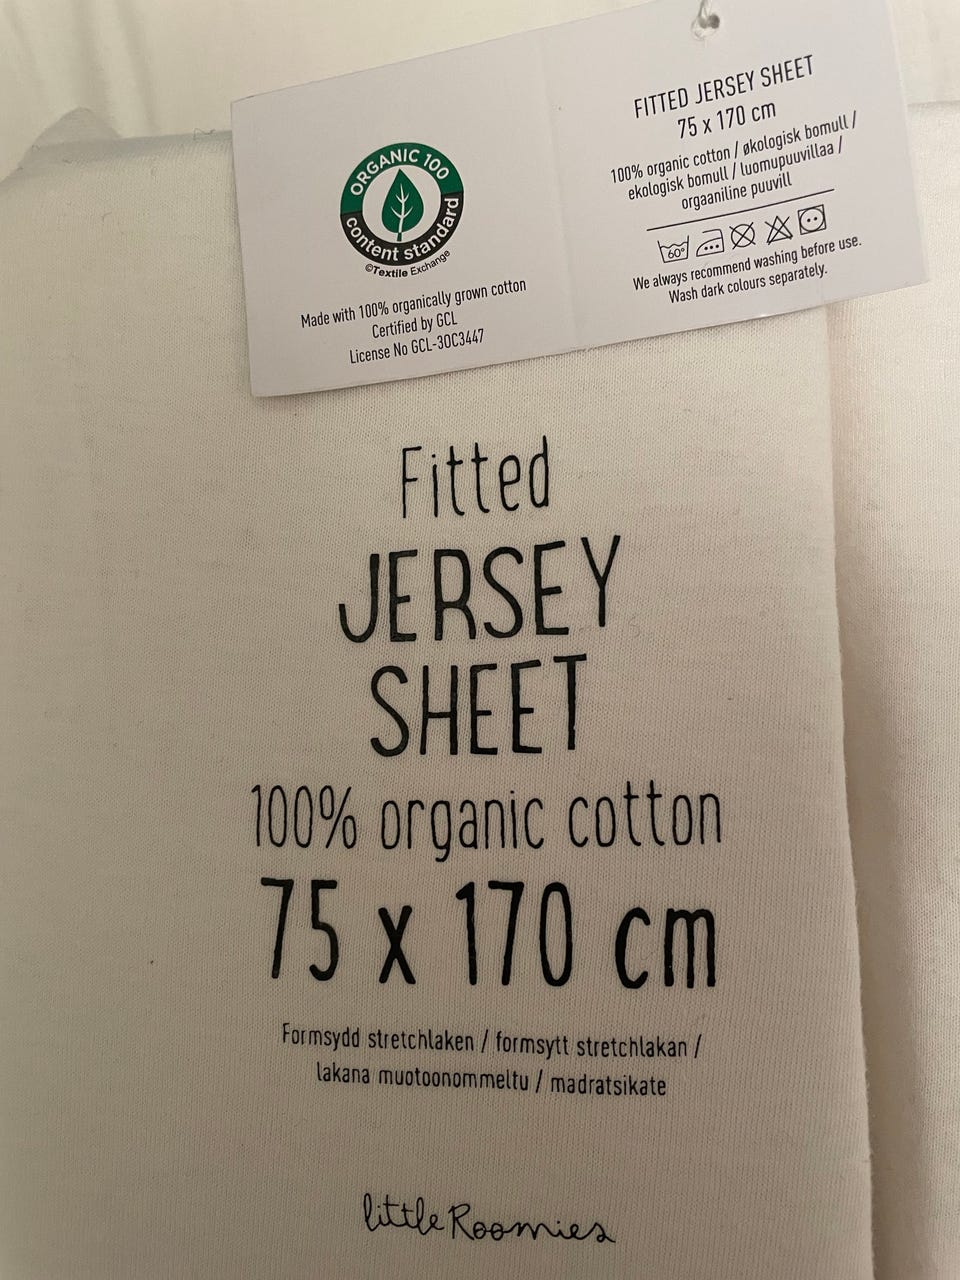 ORGANIC 100
content standard
©Textile Exchange
Made with 100% organically grown cotton
Certified by GCL
License No GCL-30C3447
FITTED JERSEY SHEET
75 x 170 cm
100% organic cotton / økologisk bomull /
ekologisk bomull / luomupuuvillaa /
orgaaniline puuvill
60°
We always recommend washing before use.
Wash dark colours separately.
Fitted
JERSEY
SHEET
100% organic cotton
75 x 170 cm
Formsydd stretchlaken / formsytt stretchlakan /
lakana muotoonommeltu / madratsikate
little Roomies